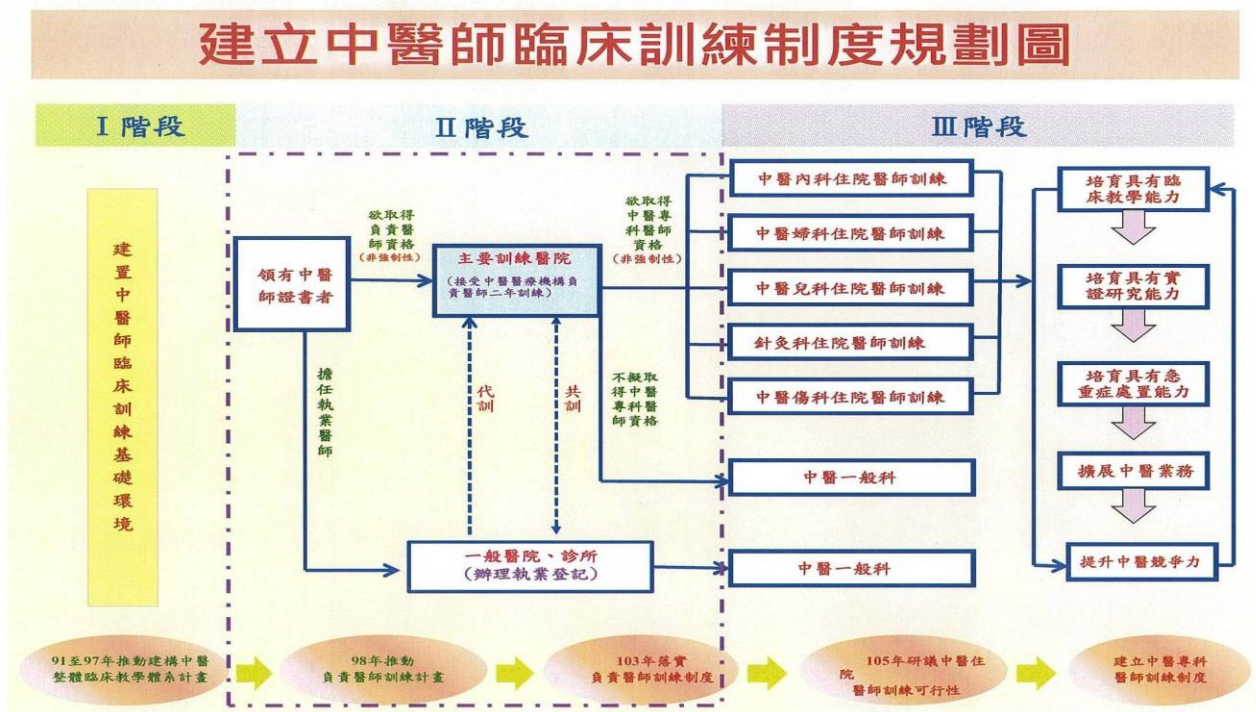 建立中醫師臨床訓練制度規劃圖
I 階段
II 階段
III 階段
建置中醫師臨床訓練基礎環境
領有中醫
師證書者
欲取得
負責醫
師資格
(非強制性)
擔任執業醫師
主要訓練醫院
(接受中醫醫療機構負
責醫師二年訓練)
代訓
共訓
一般醫院、診所
(辦理執業登記)
欲取得
中醫專
科醫師
資格
(非強制性)
不擬取
得中醫
專科醫
師資格
中醫內科住院醫師訓練
中醫婦科住院醫師訓練
中醫兒科住院醫師訓練
針灸科住院醫師訓練
中醫傷科住院醫師訓練
中醫一般科
中醫一般科
培育具有臨
床教學能力
培育具有實
證研究能力
培育具有急
重症處置能力
擴展中醫業務
提升中醫競爭力
91至97年推動建構中醫
整體臨床教學體系計畫
98年推動
負責醫師訓練計畫
103年落實
負責醫師訓練制度
105年研議中醫住
院
醫師訓練可行性
建立中醫專科
醫師訓練制度